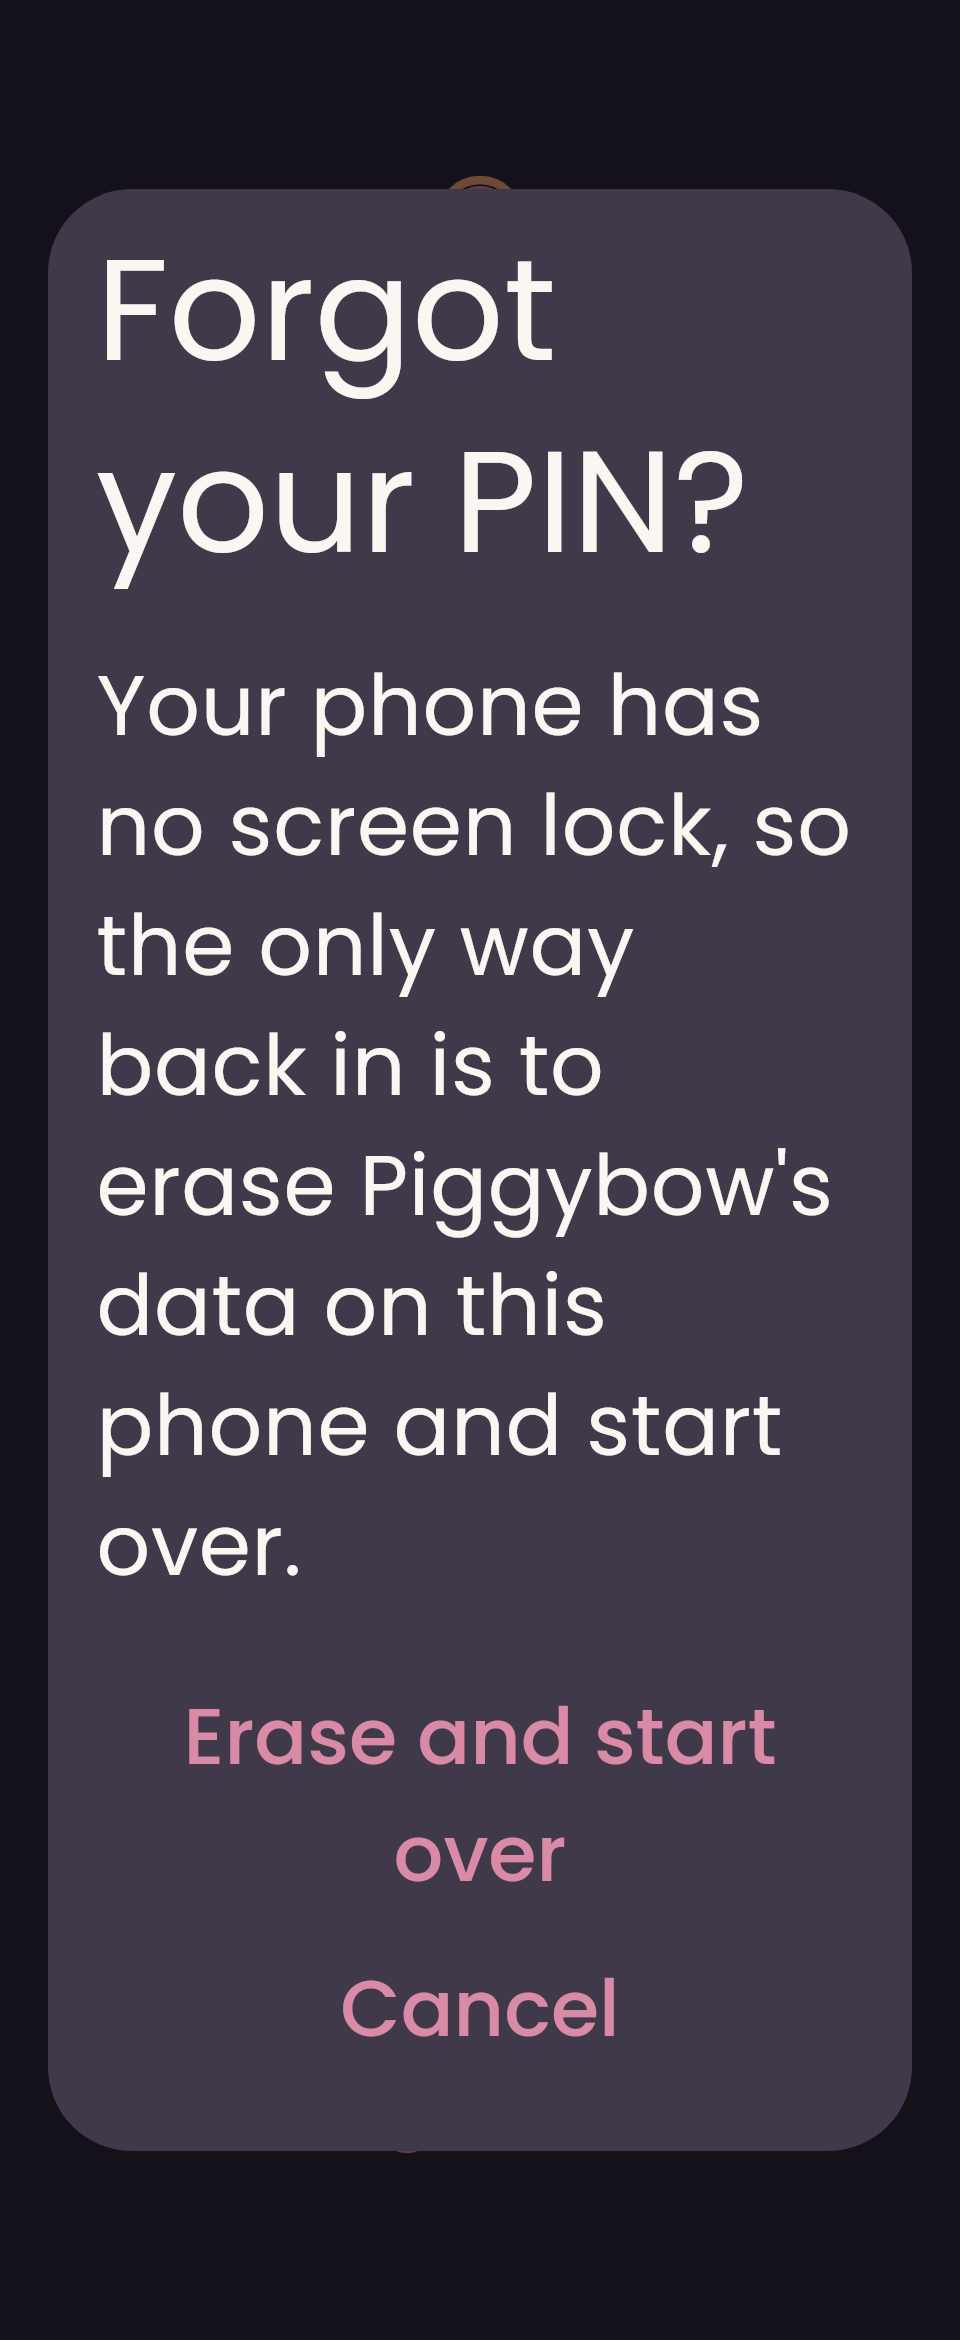 Forgot
your PIN?
Your phone has
no screen lock, so
the only way
back in is to
erase Piggybow's
data on this
phone and start
over.
Erase and start
over
Cancel